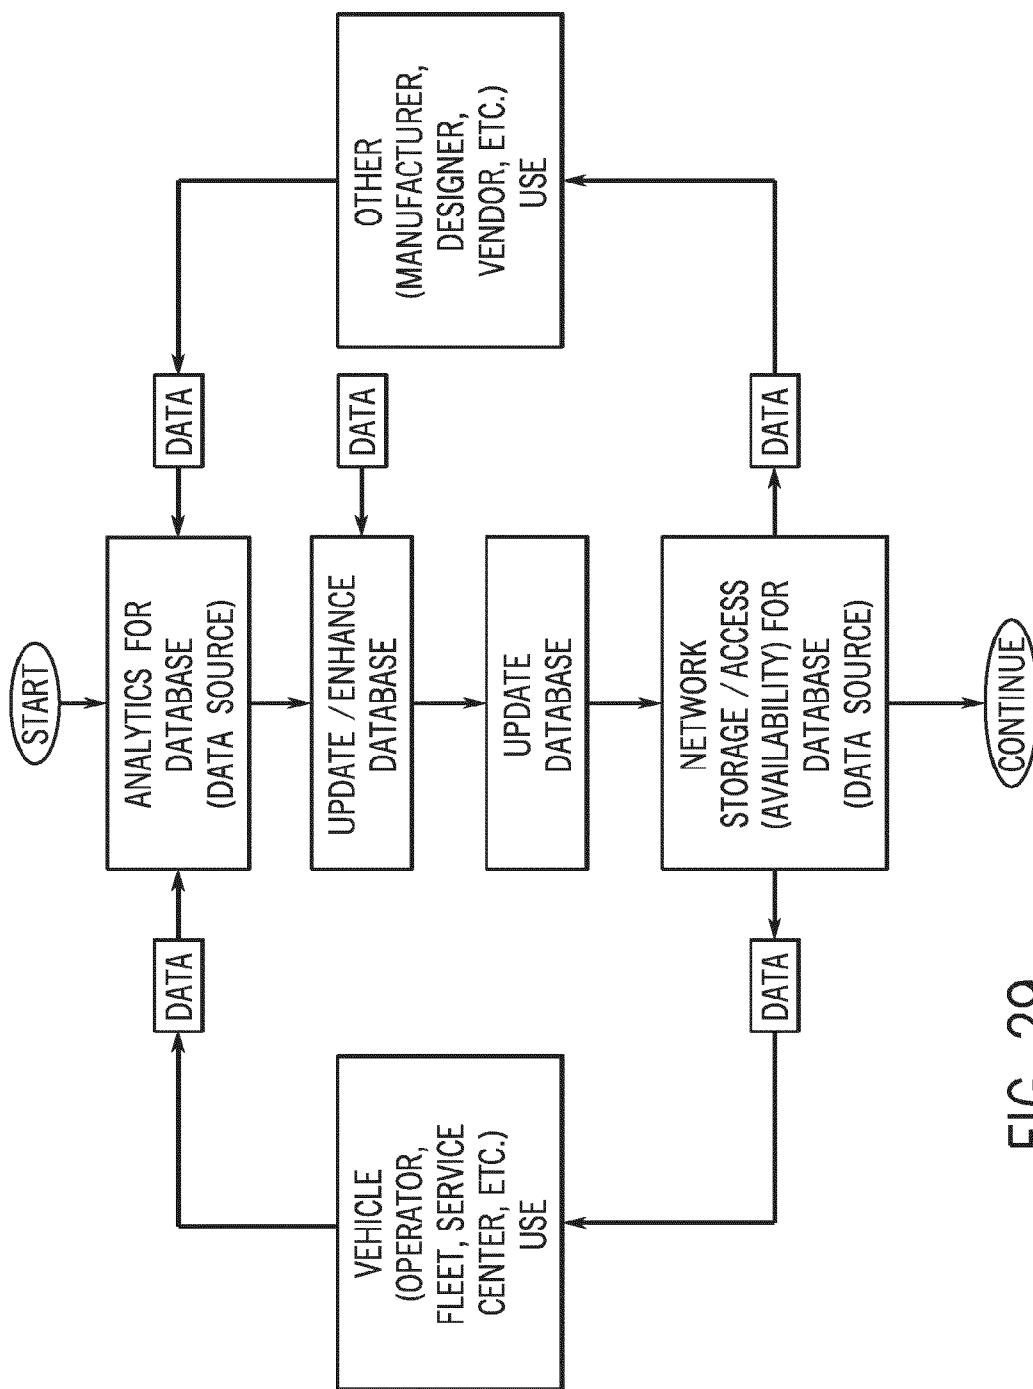 START
ANALYTICS FOR
DATABASE
(DATA SOURCE)
DATA
DATA
UPDATE / ENHANCE
DATABASE
DATA
VEHICLE
(OPERATOR,
FLEET, SERVICE
CENTER, ETC.)
USE
OTHER
(MANUFACTURER,
DESIGNER,
VENDOR, ETC.)
USE
UPDATE
DATABASE
NETWORK
STORAGE / ACCESS
(AVAILABILITY) FOR
DATABASE
(DATA SOURCE)
DATA
DATA
CONTINUE
FIG. 29